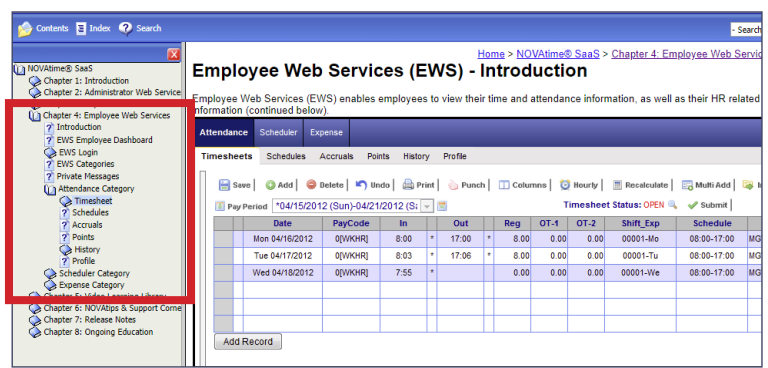 Contents Index Search
- Search
NOVAtime® SaaS
Chapter 1: Introduction
Chapter 2: Administrator Web Service
Chapter 4: Employee Web Services
Introduction
EWS Employee Dashboard
EWS Login
EWS Categories
Private Messages
Attendance Category
Timesheet
Schedules
Accruals
Points
History
Profile
Scheduler Category
Expense Category
Chapter 5: Video Learning Library
Chapter 6: NOVAtips & Support Corne
Chapter 7: Release Notes
Chapter 8: Ongoing Education
Home > NOVAtime® SaaS > Chapter 4: Employee Web Servic
Employee Web Services (EWS) - Introduction
Employee Web Services (EWS) enables employees to view their time and attendance information, as well as their HR related
information (continued below).
Attendance Scheduler Expense
Timesheets Schedules Accruals Points History Profile
Save Add Delete Undo Print Punch Columns Hourly Recalculate Multi Add
Pay Period *04/15/2012 (Sun)-04/21/2012 (Sa Timesheet Status: OPEN Submit
Date PayCode In Out Reg OT-1 OT-2 Shift_Exp Schedule
Mon 04/16/2012 0[WKHR] 8:00 * 17:00 * 8.00 0.00 0.00 00001-Mo 08:00-17:00 MG
Tue 04/17/2012 0[WKHR] 8:03 * 17:06 * 8.00 0.00 0.00 00001-Tu 08:00-17:00 MG
Wed 04/18/2012 0[WKHR] 7:55 * 0.00 0.00 0.00 00001-We 08:00-17:00 MG
Add Record